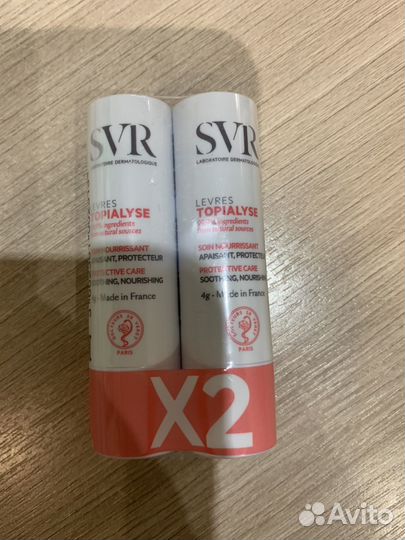 SVR
LABORATOIRE DERMATOLOGIQUE
LEVRES
TOPIALYSE
ingredients
natural sources
NOURRISSANT
APAISANT, PROTECTEUR
PROTECTIVE CARE
SOOTHING, NOURISHING
4g - Made in France
PARIS
SVR
LABORATOIRE DERMATOLOGIQUE
LEVRES
TOPIALYSE
ingredients
from natural sources
SOIN NOURRISSANT
APAISANT, PROTECTEUR
PROTECTIVE CARE
SOOTHING, NOURISHING
4g - Made in France
PARIS
X2
Avito